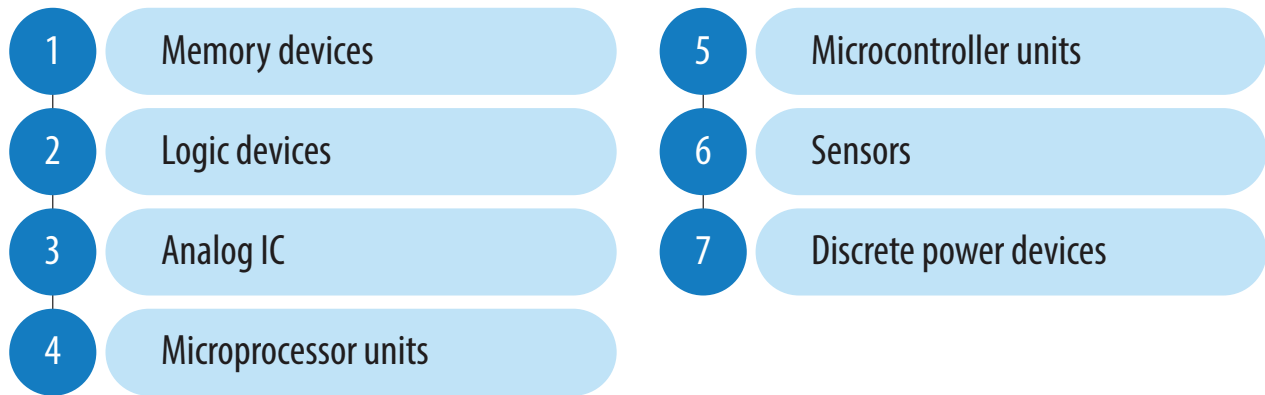 1 Memory devices
2 Logic devices
3 Analog IC
4 Microprocessor units
5 Microcontroller units
6 Sensors
7 Discrete power devices